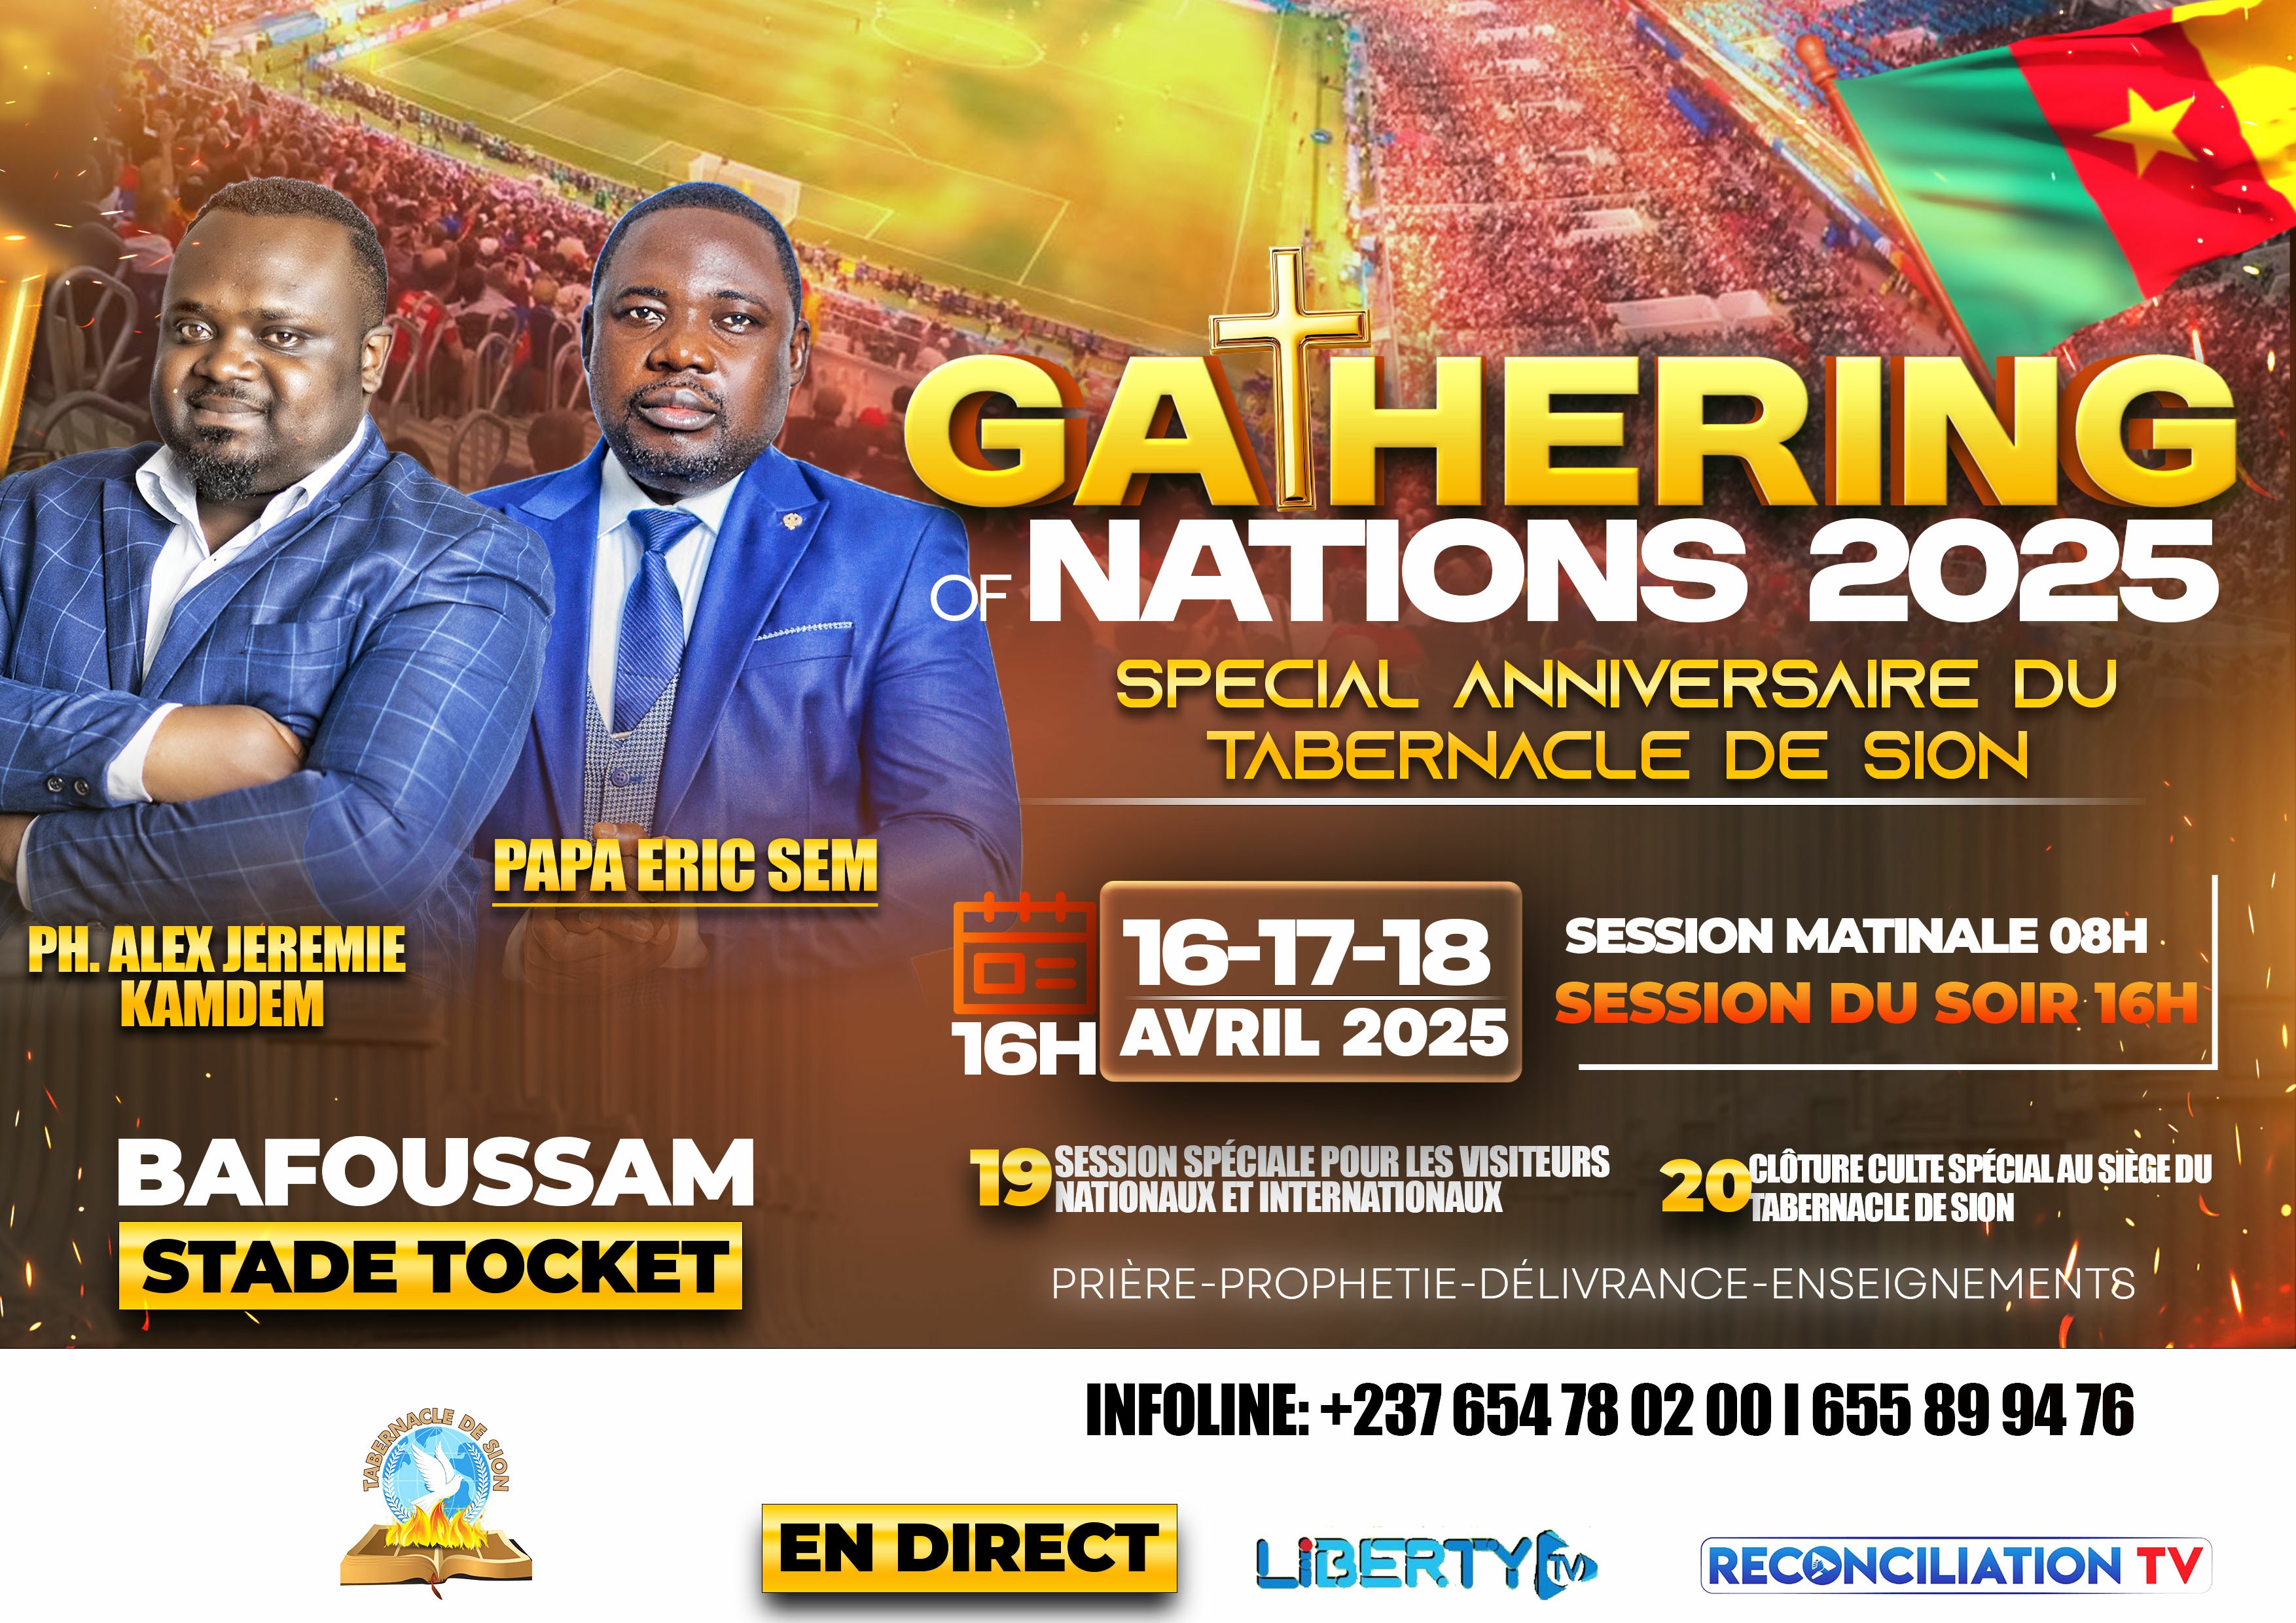 GATHERING
OF NATIONS 2025
SPECIAL ANNIVERSAIRE DU
TABERNACLE DE SION
PAPA ERIC SEM
PH. ALEX JEREMIE
KAMDEM
16H
16-17-18
AVRIL 2025
SESSION MATINALE 08H
SESSION DU SOIR 16H
BAFOUSSAM
STADE TOCKET
19 SESSION SPÉCIALE POUR LES VISITEURS
NATIONAUX ET INTERNATIONAUX
20 CLÔTURE CULTE SPÉCIAL AU SIÈGE DU
TABERNACLE DE SION
PRIÈRE-PROPHETIE-DÉLIVRANCE-ENSEIGNEMENTS
INFOLINE: +237 654 78 02 00 I 655 89 94 76
TABERNACLE DE SION
EN DIRECT
LIBERTY TV
RECONCILIATION TV